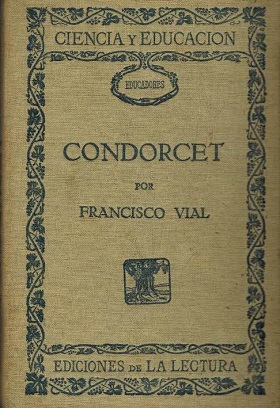 CIENCIA Y EDUCACION
EDUCADORES
CONDORCET
POR
FRANCISCO VIAL
EDICIONES DE LA LECTURA